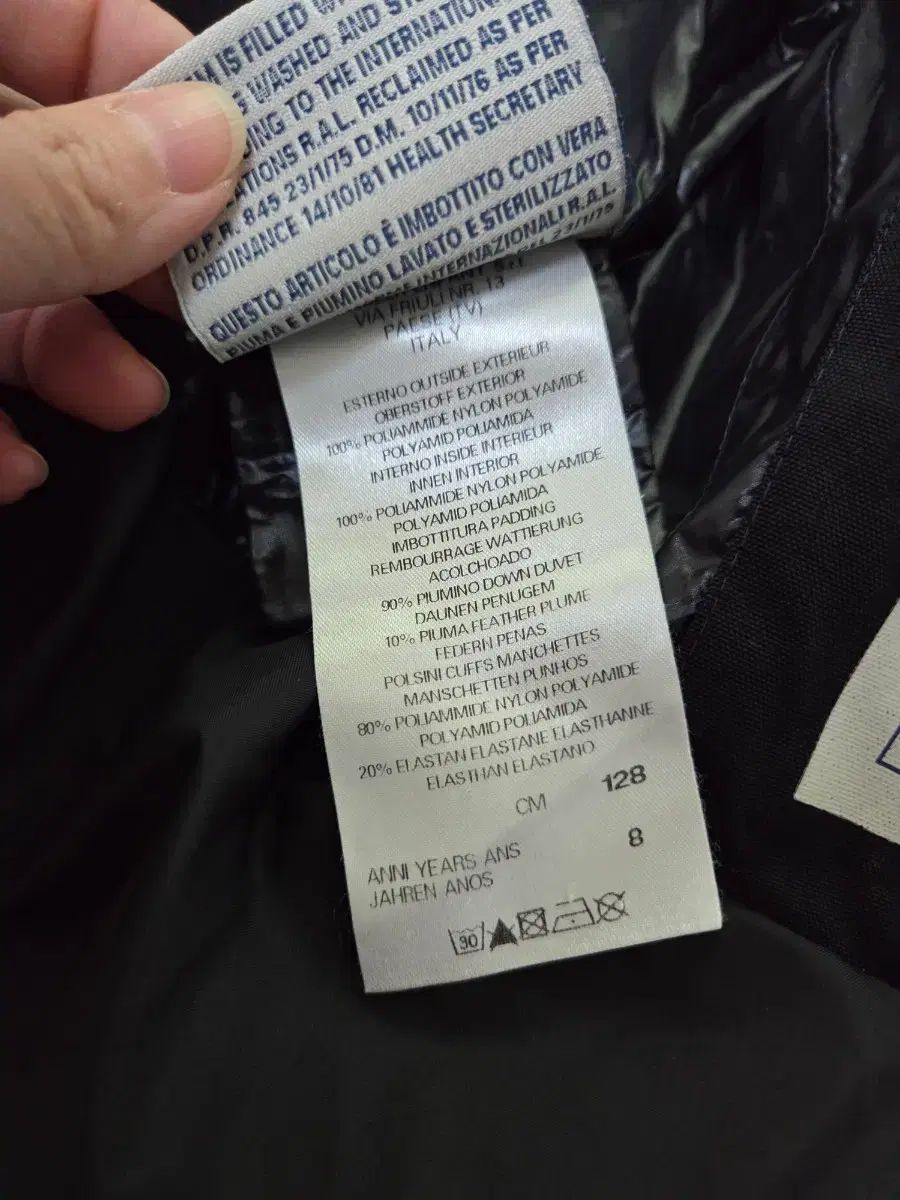 M IS FILLED
WASHED AND
TO THE INTERNATION
ATIONS R.A.L. RECLAIMED AS PER
D.P.R. 845 23/1/75 D.M. 10/11/76 AS PER
ORDINANCE 14/10/81 HEALTH SECRETARY
QUESTO ARTICOLO È IMBOTTITO CON VERA
PIUMA E PIUMINO LAVATO E STERILIZZATO
INTERNAZIONALI R.A.L.
23/1/75
VIA FRIULI NR. 13
PAESE (TV)
ITALY
ESTERNO OUTSIDE EXTERIEUR
OBERSTOFF EXTERIOR
100% POLIAMMIDE NYLON POLYAMIDE
POLYAMID POLIAMIDA
INTERNO INSIDE INTERIEUR
INNEN INTERIOR
100% POLIAMMIDE NYLON POLYAMIDE
POLYAMID POLIAMIDA
IMBOTTITURA PADDING
REMBOURRAGE WATTIERUNG
ACOLCHOADO
90% PIUMINO DOWN DUVET
DAUNEN PENUGEM
10% PIUMA FEATHER PLUME
FEDERN PENAS
POLSINI CUFFS MANCHETTES
MANSCHETTEN PUNHOS
80% POLIAMMIDE NYLON POLYAMIDE
POLYAMID POLIAMIDA
20% ELASTAN ELASTANE ELASTHANNE
ELASTHAN ELASTANO
CM 128
ANNI YEARS ANS 8
JAHREN ANOS
30